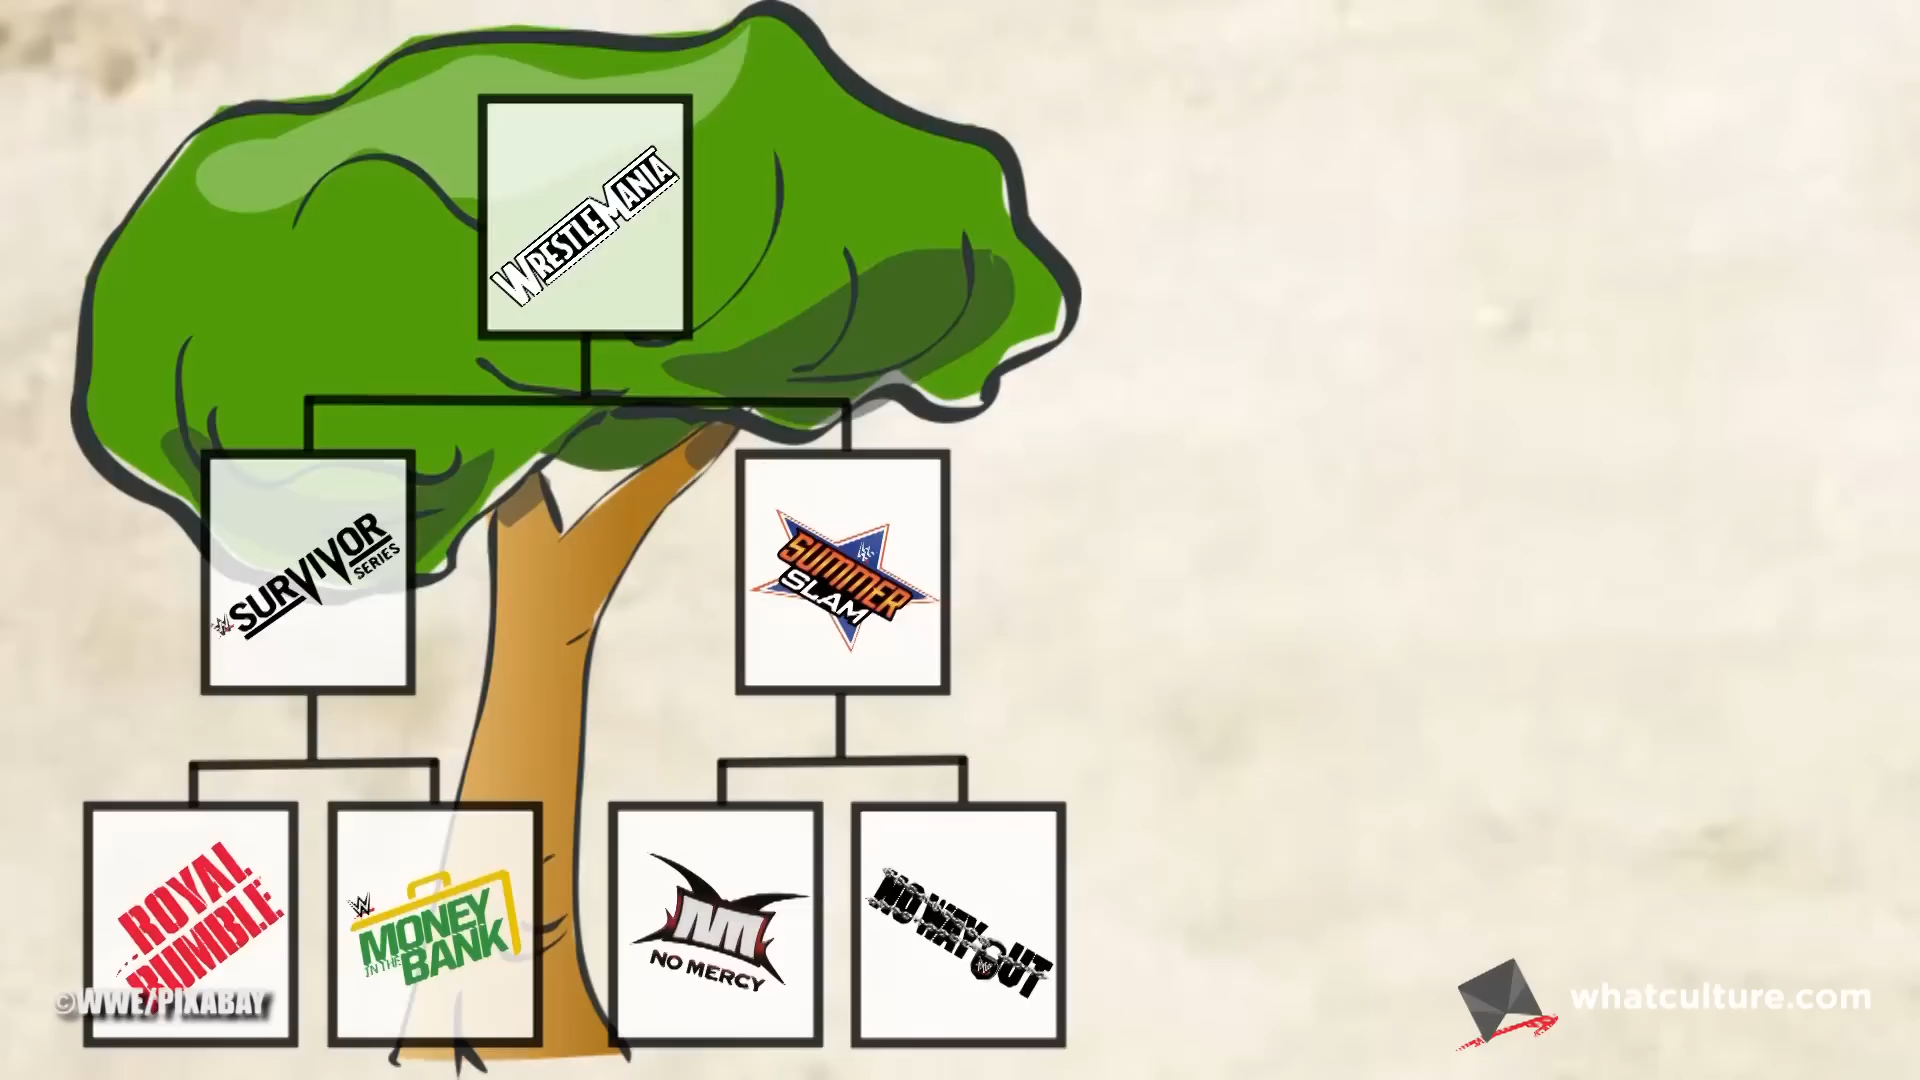 WRESTLEMANIA
SURVIVOR
SERIES
SUMMER
SLAM
ROYAL
RUMBLE
MONEY
IN THE
BANK
NO MERCY
NO WAY OUT
©WWE/PIXABAY
whatculture.com